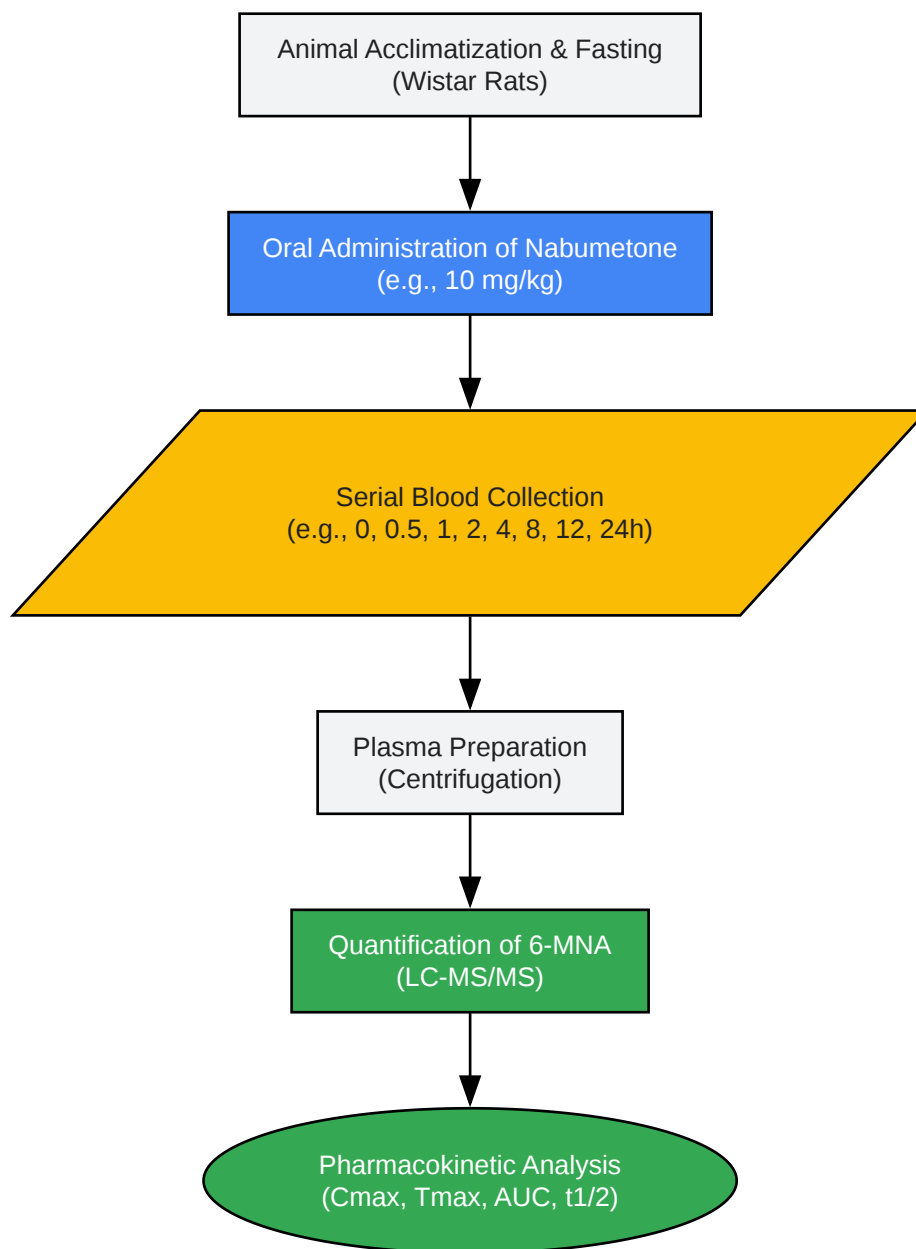 Animal Acclimatization & Fasting
(Wistar Rats)
Oral Administration of Nabumetone
(e.g., 10 mg/kg)
Serial Blood Collection
(e.g., 0, 0.5, 1, 2, 4, 8, 12, 24h)
Plasma Preparation
(Centrifugation)
Quantification of 6-MNA
(LC-MS/MS)
Pharmacokinetic Analysis
(Cmax, Tmax, AUC, t1/2)